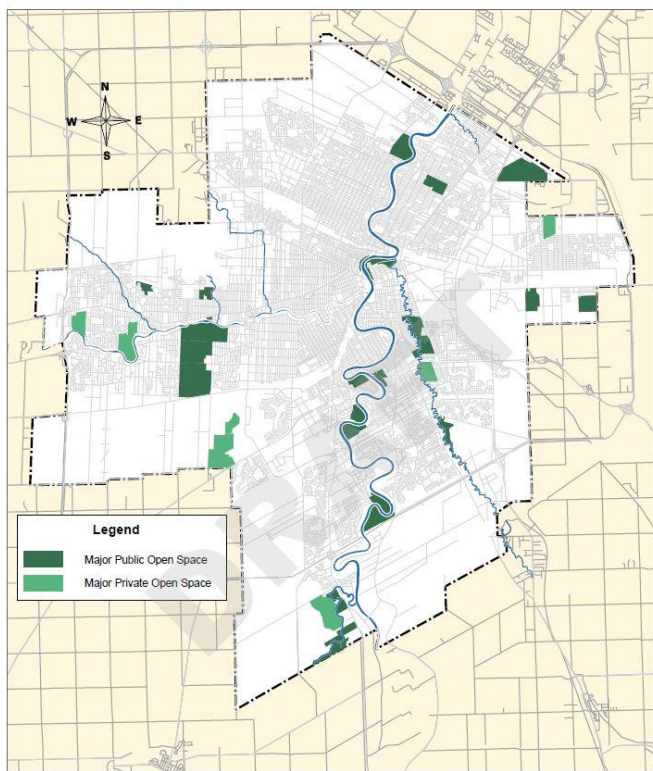 N
W E
S
DRAFT
Legend
Major Public Open Space
Major Private Open Space